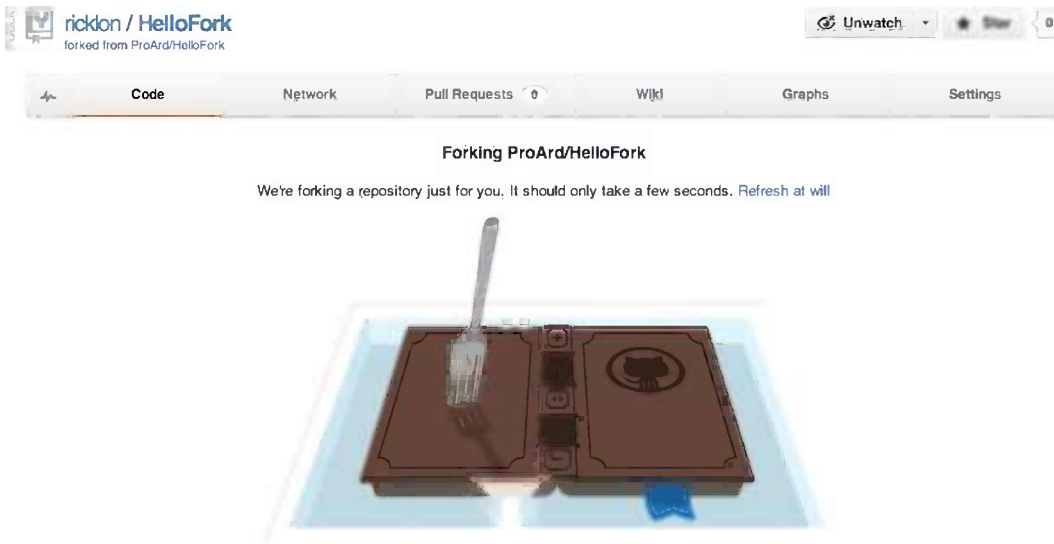 ricklon / HelloFork
forked from ProArd/HelloFork
Unwatch
Star
0
Code
Network
Pull Requests 0
Wiki
Graphs
Settings
Forking ProArd/HelloFork
We're forking a repository just for you. It should only take a few seconds. Refresh at will